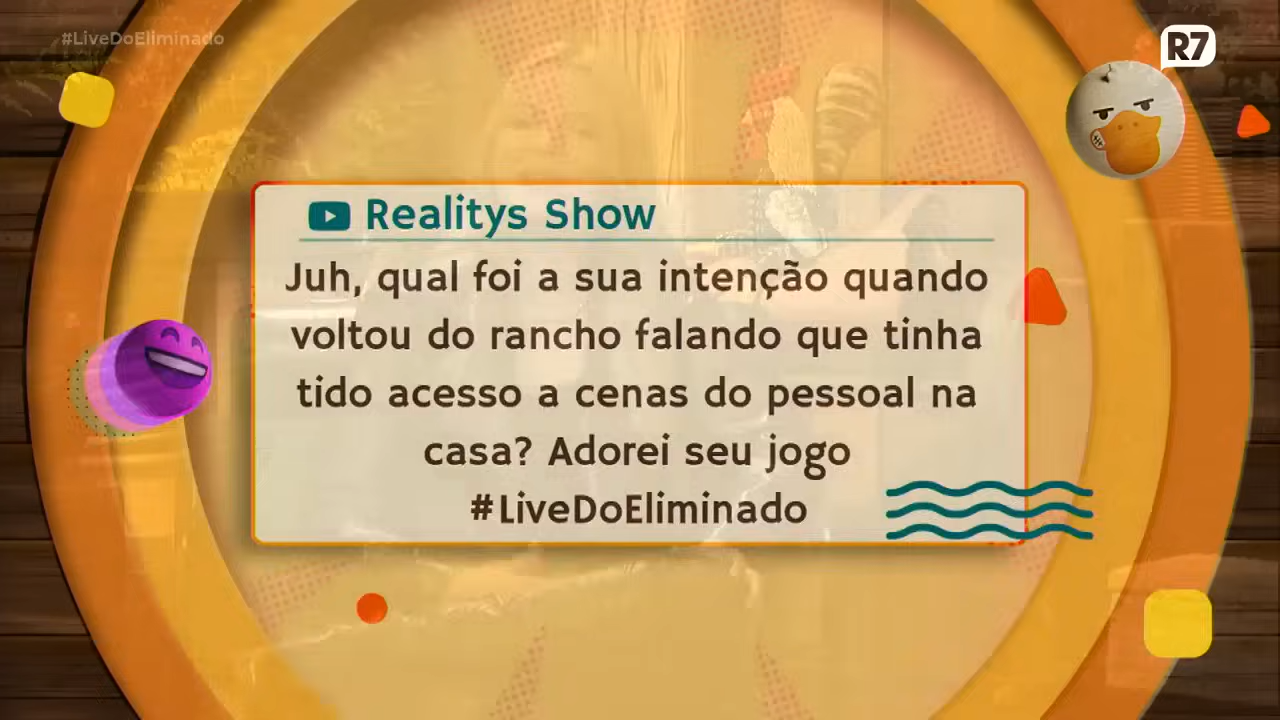 #LiveDoEliminado
R7
Realitys Show
Juh, qual foi a sua intenção quando
voltou do rancho falando que tinha
tido acesso a cenas do pessoal na
casa? Adorei seu jogo
#LiveDoEliminado